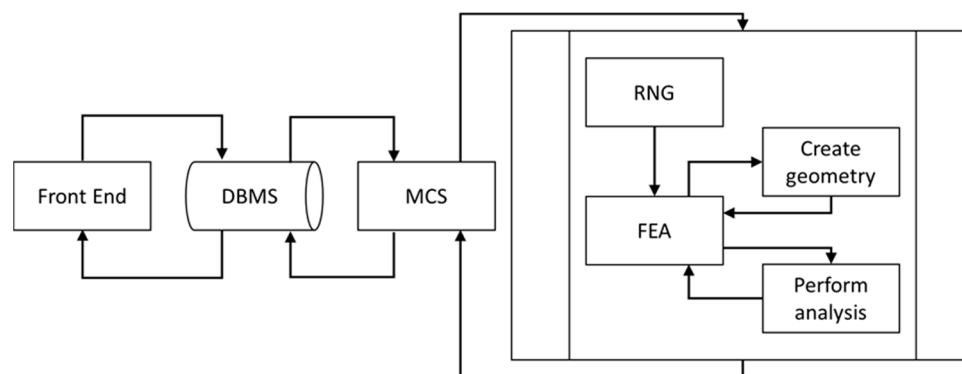 Front End
DBMS
MCS
RNG
FEA
Create
geometry
Perform
analysis